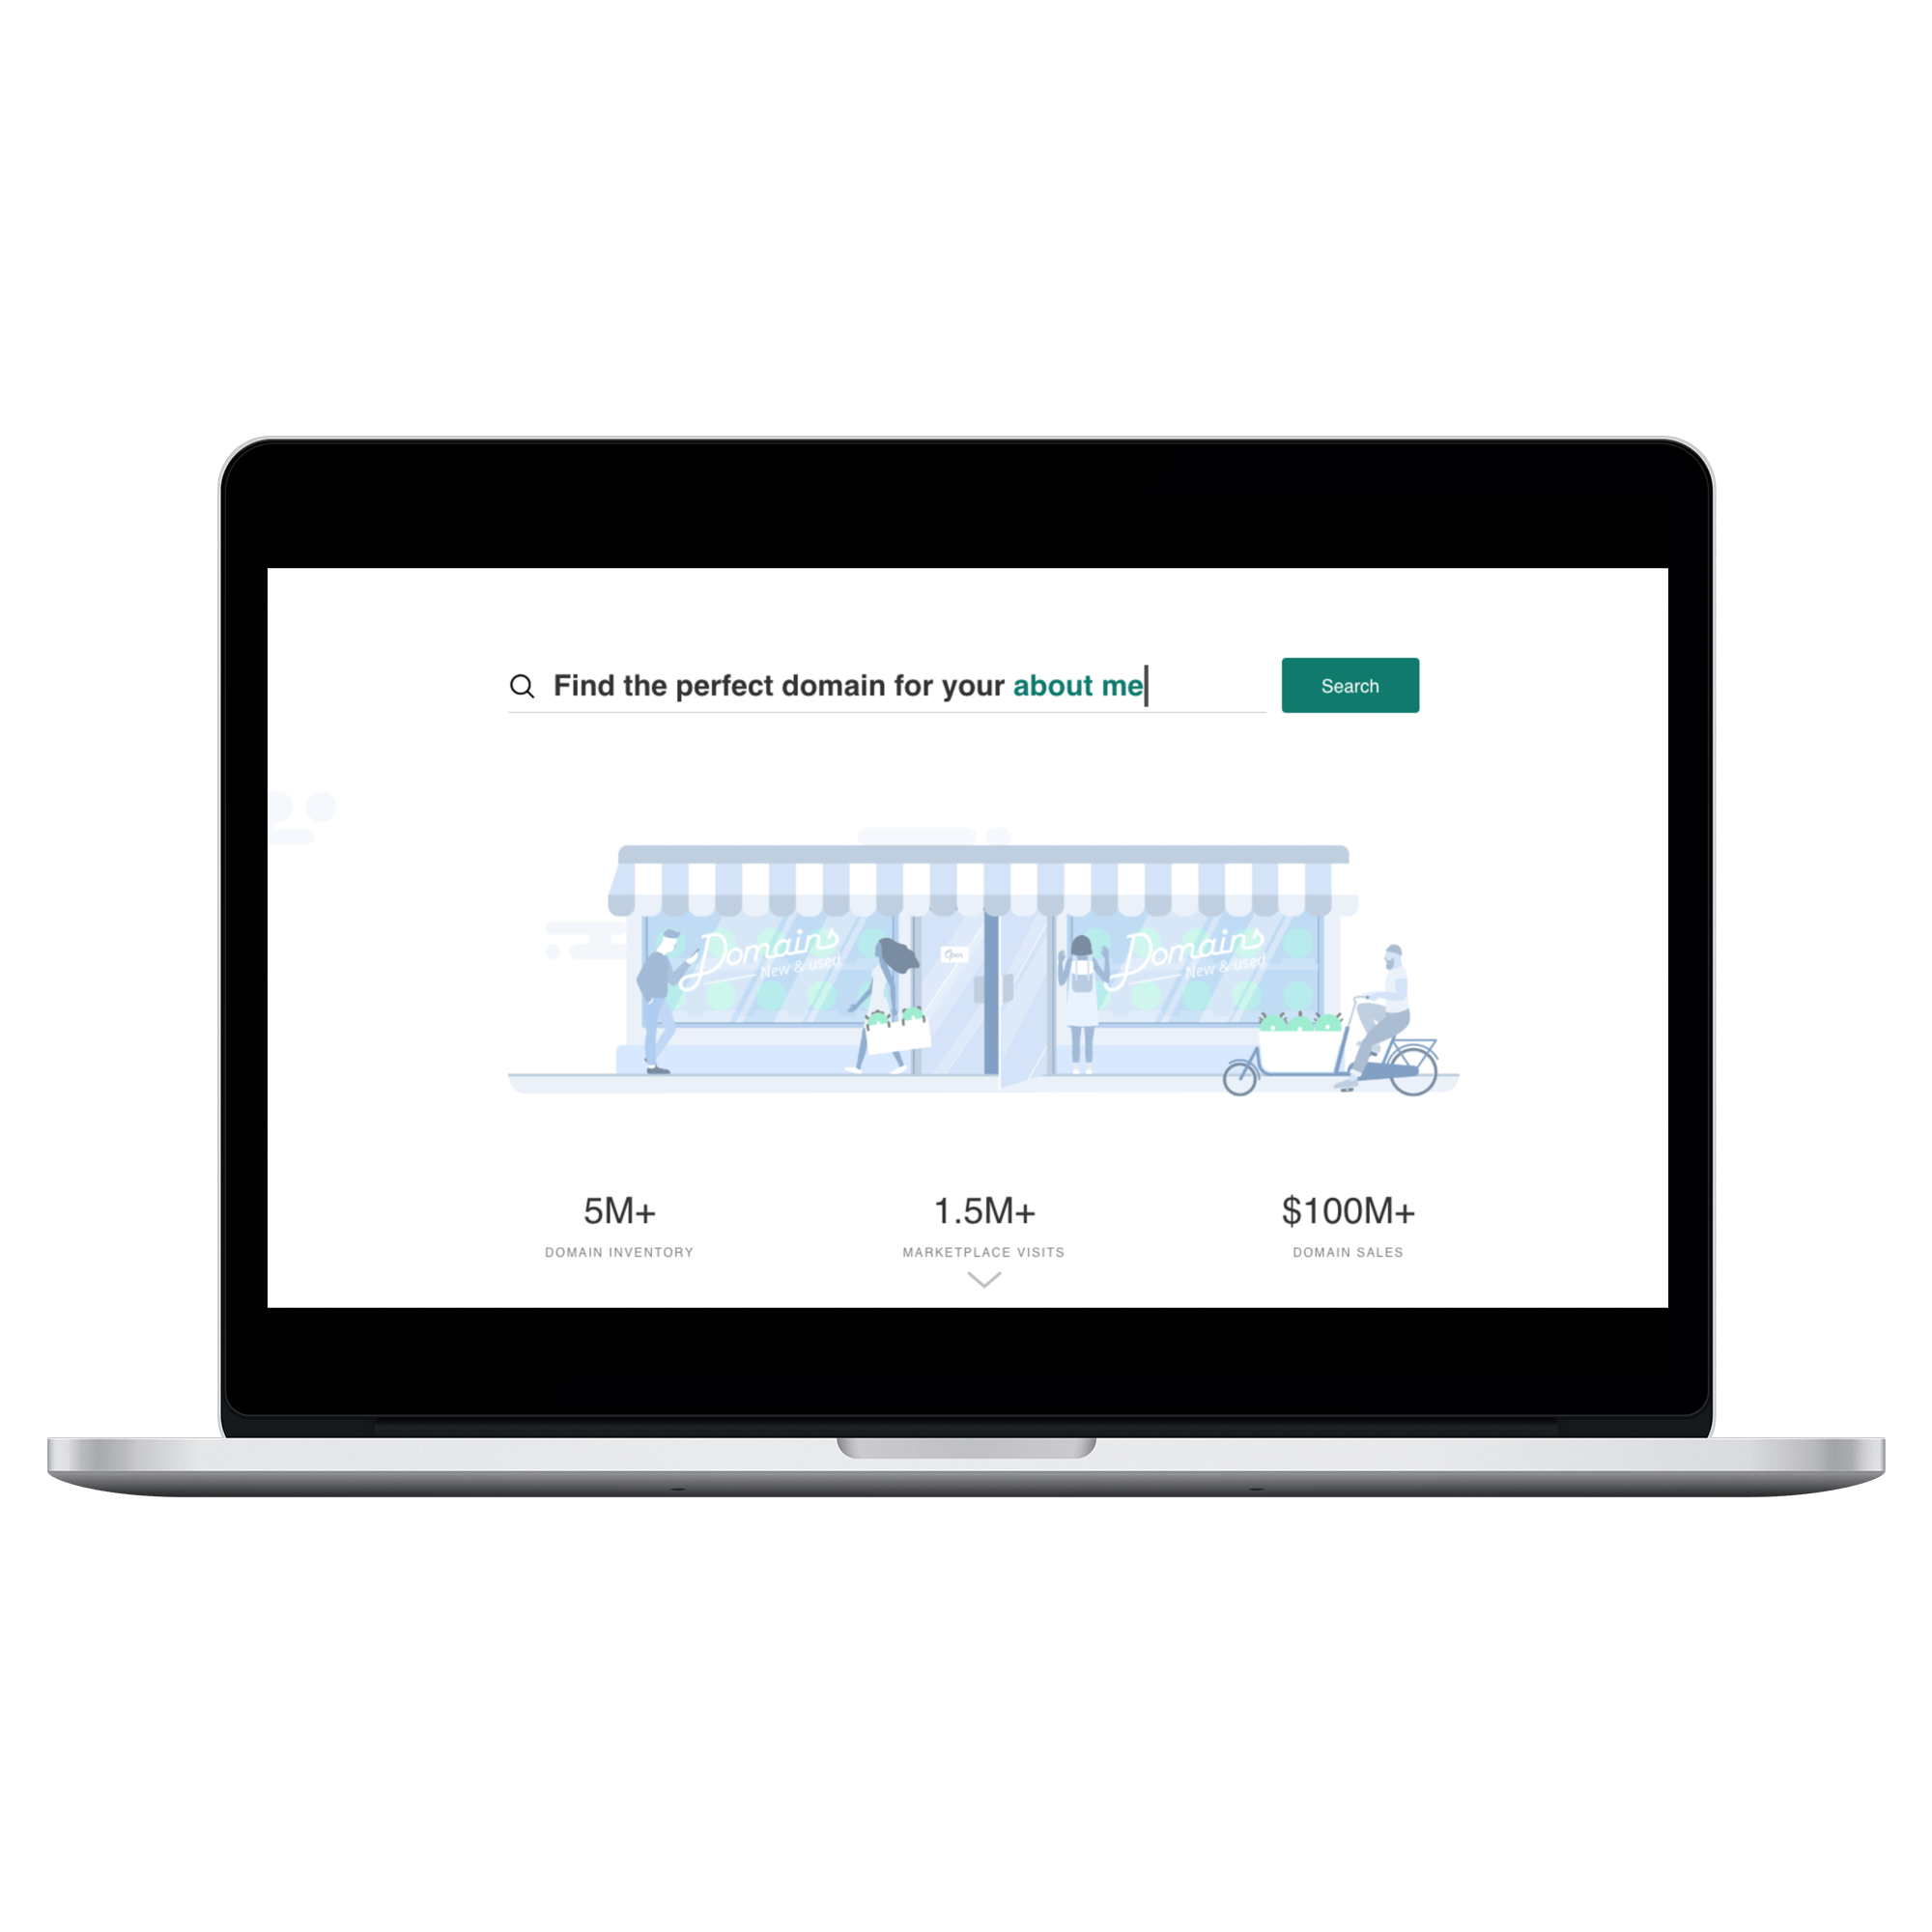 Find the perfect domain for your about me
Search
Domains
New & used
Open
Domains
New & used
5M+
1.5M+
$100M+
DOMAIN INVENTORY
MARKETPLACE VISITS
DOMAIN SALES